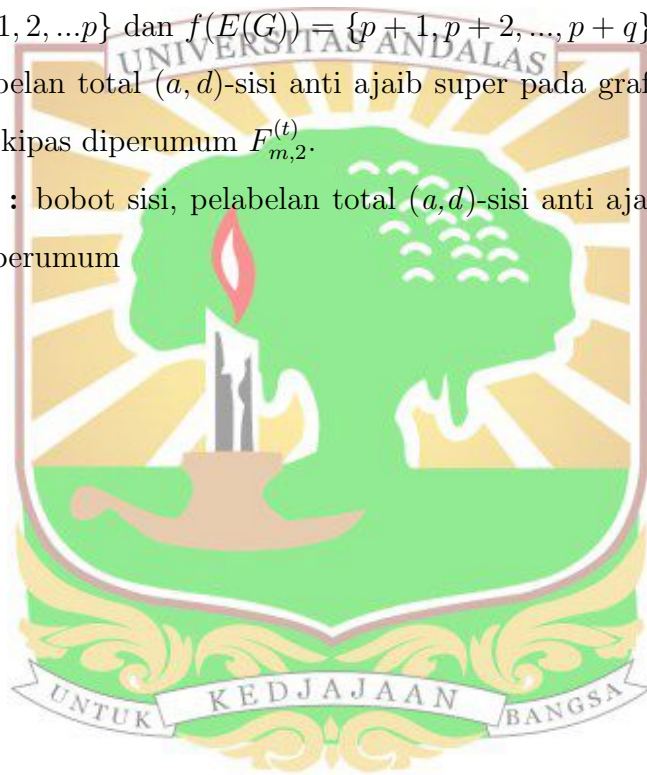 1, 2, ...p} dan f(E(G)) = {p + 1, p + 2, ..., p + q}
UNIVERSITAS ANDALAS
belan total (a, d)-sisi anti ajaib super pada graf
kipas diperumum F_{m,2}^{(t)}.
: bobot sisi, pelabelan total (a,d)-sisi anti aja
perumum
UNTUK KEDJAJAAN BANGSA